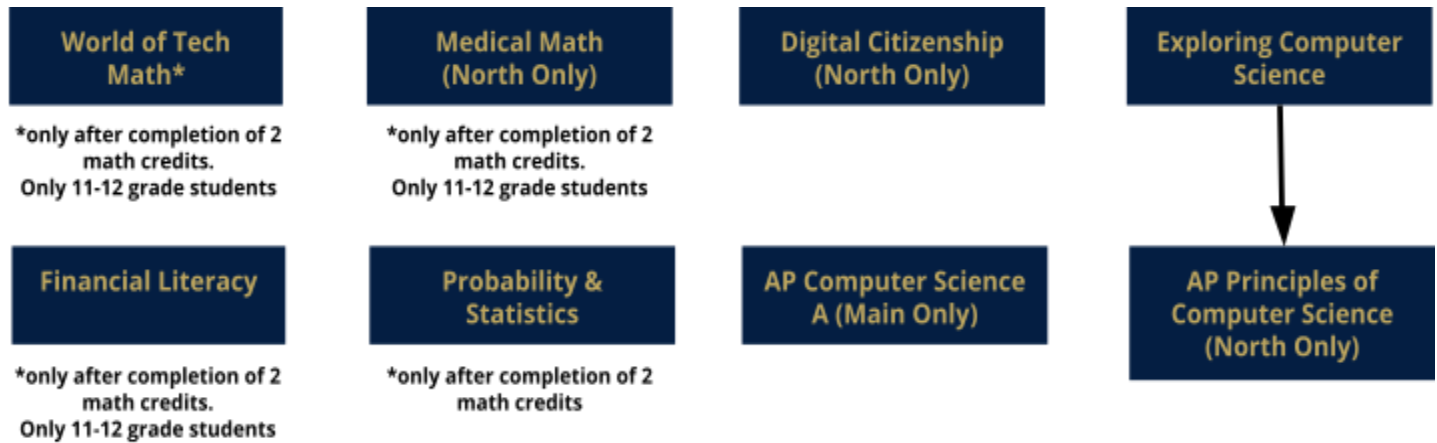 World of Tech
Math*
*only after completion of 2
math credits.
Only 11-12 grade students
Medical Math
(North Only)
*only after completion of 2
math credits.
Only 11-12 grade students
Digital Citizenship
(North Only)
Exploring Computer
Science
Financial Literacy
*only after completion of 2
math credits.
Only 11-12 grade students
Probability &
Statistics
*only after completion of 2
math credits
AP Computer Science
A (Main Only)
AP Principles of
Computer Science
(North Only)